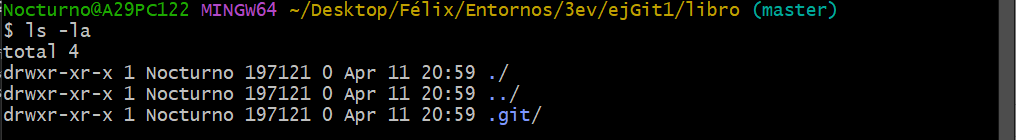 Nocturno@A29PC122 MINGW64 ~/Desktop/Félix/Entornos/3ev/ejGit1/libro (master)
$ ls -la
total 4
drwxr-xr-x 1 Nocturno 197121 0 Apr 11 20:59 ./
drwxr-xr-x 1 Nocturno 197121 0 Apr 11 20:59 ../
drwxr-xr-x 1 Nocturno 197121 0 Apr 11 20:59 .git/